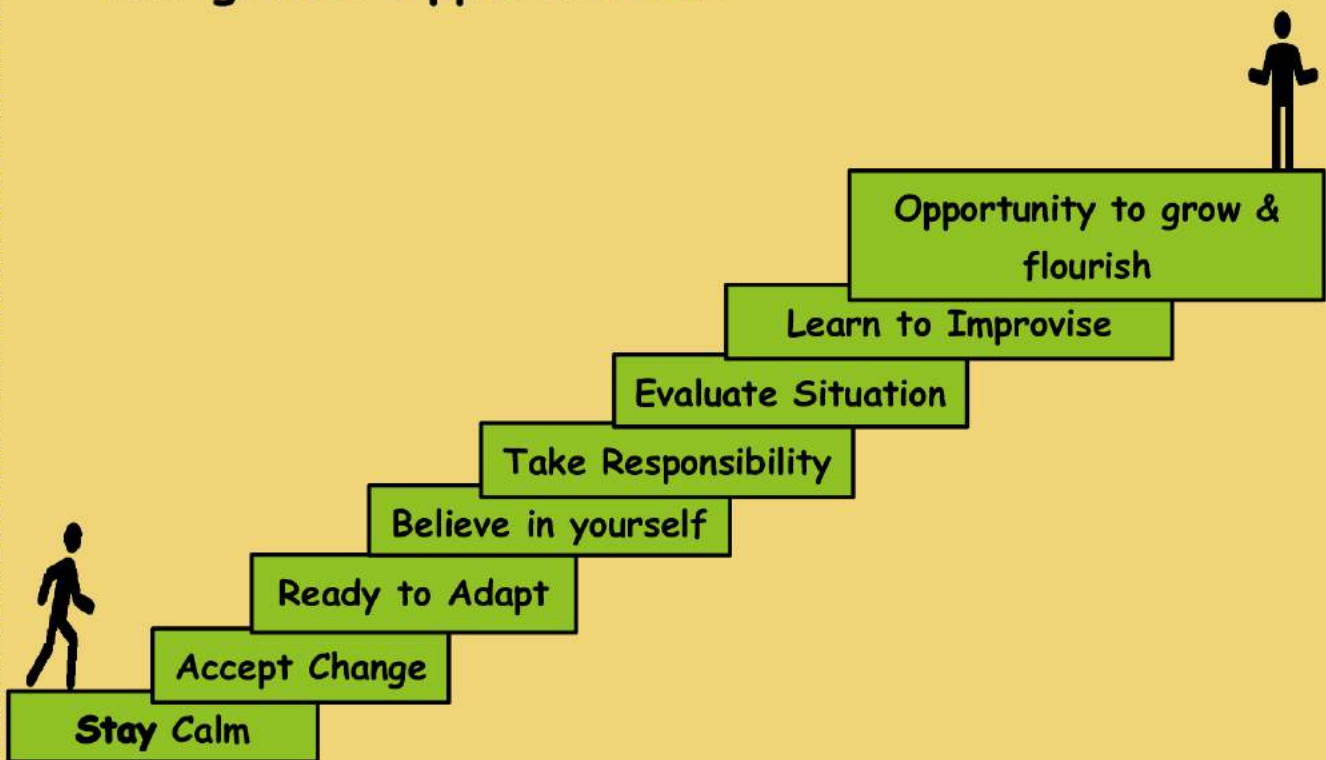 Opportunity to grow &
flourish
Learn to Improvise
Evaluate Situation
Take Responsibility
Believe in yourself
Ready to Adapt
Accept Change
Stay Calm